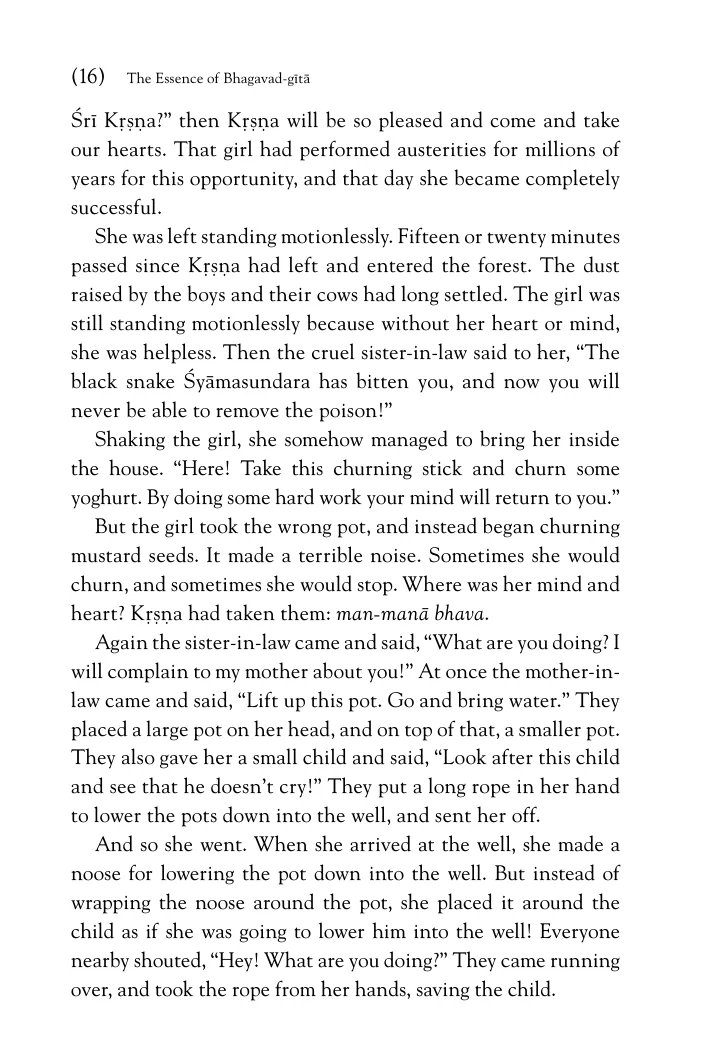 (16) The Essence of Bhagavad-gītā
Śrī Kṛṣṇa?” then Kṛṣṇa will be so pleased and come and take
our hearts. That girl had performed austerities for millions of
years for this opportunity, and that day she became completely
successful.
She was left standing motionlessly. Fifteen or twenty minutes
passed since Kṛṣṇa had left and entered the forest. The dust
raised by the boys and their cows had long settled. The girl was
still standing motionlessly because without her heart or mind,
she was helpless. Then the cruel sister-in-law said to her, “The
black snake Śyāmasundara has bitten you, and now you will
never be able to remove the poison!”
Shaking the girl, she somehow managed to bring her inside
the house. “Here! Take this churning stick and churn some
yoghurt. By doing some hard work your mind will return to you.”
But the girl took the wrong pot, and instead began churning
mustard seeds. It made a terrible noise. Sometimes she would
churn, and sometimes she would stop. Where was her mind and
heart? Kṛṣṇa had taken them: man-manā bhava.
Again the sister-in-law came and said, “What are you doing? I
will complain to my mother about you!” At once the mother-in-
law came and said, “Lift up this pot. Go and bring water.” They
placed a large pot on her head, and on top of that, a smaller pot.
They also gave her a small child and said, “Look after this child
and see that he doesn’t cry!” They put a long rope in her hand
to lower the pots down into the well, and sent her off.
And so she went. When she arrived at the well, she made a
noose for lowering the pot down into the well. But instead of
wrapping the noose around the pot, she placed it around the
child as if she was going to lower him into the well! Everyone
nearby shouted, “Hey! What are you doing?” They came running
over, and took the rope from her hands, saving the child.